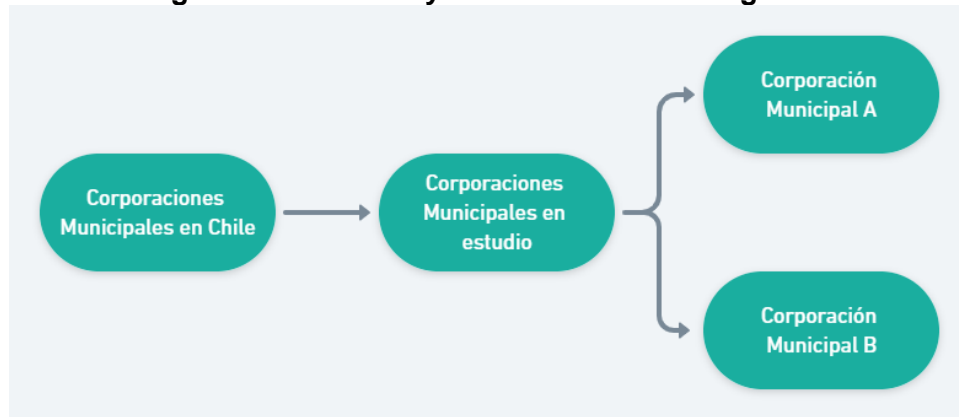 Corporaciones
Municipales en Chile
Corporaciones
Municipales en
estudio
Corporación
Municipal A
Corporación
Municipal B